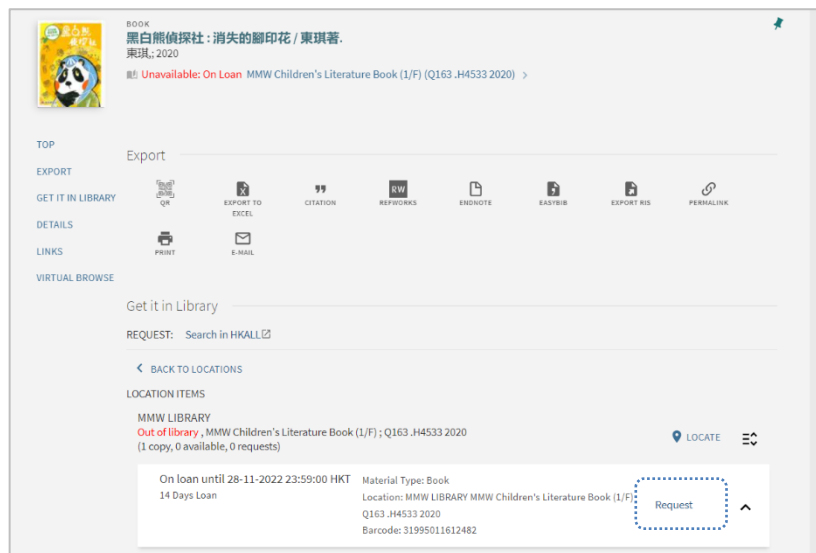 BOOK
黑白熊偵探社 : 消失的腳印花 / 東琪著.
東琪,; 2020
Unavailable: On Loan MMW Children's Literature Book (1/F) (Q163 .H4533 2020) >
TOP
EXPORT
GET IT IN LIBRARY
DETAILS
LINKS
VIRTUAL BROWSE
Export
QR
EXPORT TO EXCEL
CITATION
RW
REFWORKS
ENDNOTE
EASYBIB
EXPORT RIS
PERMALINK
PRINT
E-MAIL
Get it in Library
REQUEST: Search in HKALL
BACK TO LOCATIONS
LOCATION ITEMS
MMW LIBRARY
Out of library , MMW Children's Literature Book (1/F) ; Q163 .H4533 2020
(1 copy, 0 available, 0 requests)
LOCATE
On loan until 28-11-2022 23:59:00 HKT
14 Days Loan
Material Type: Book
Location: MMW LIBRARY MMW Children's Literature Book (1/F)
Q163 .H4533 2020
Barcode: 31995011612482
Request